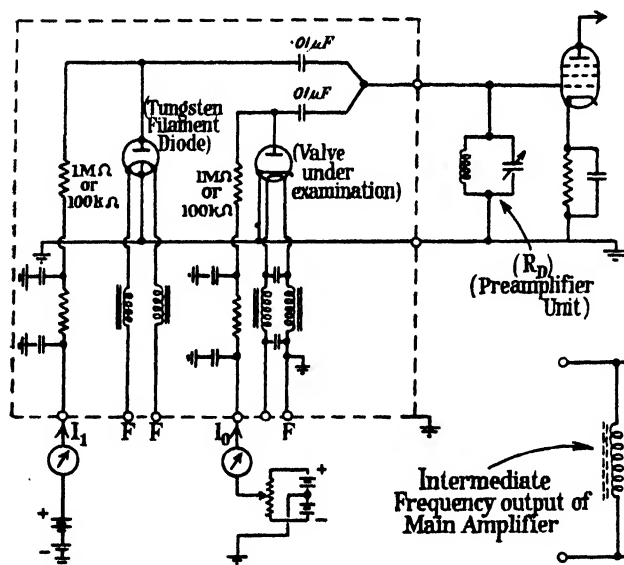 .01µF
.01µF
(Tungsten
Filament
Diode)
(Valve
under
examination)
1MΩ
or
100kΩ
1MΩ
or
100kΩ
(R_D)
(Preamplifier
Unit)
I₁
F
F
I₀
F
+
-
+
-
Intermediate
Frequency output of
Main Amplifier